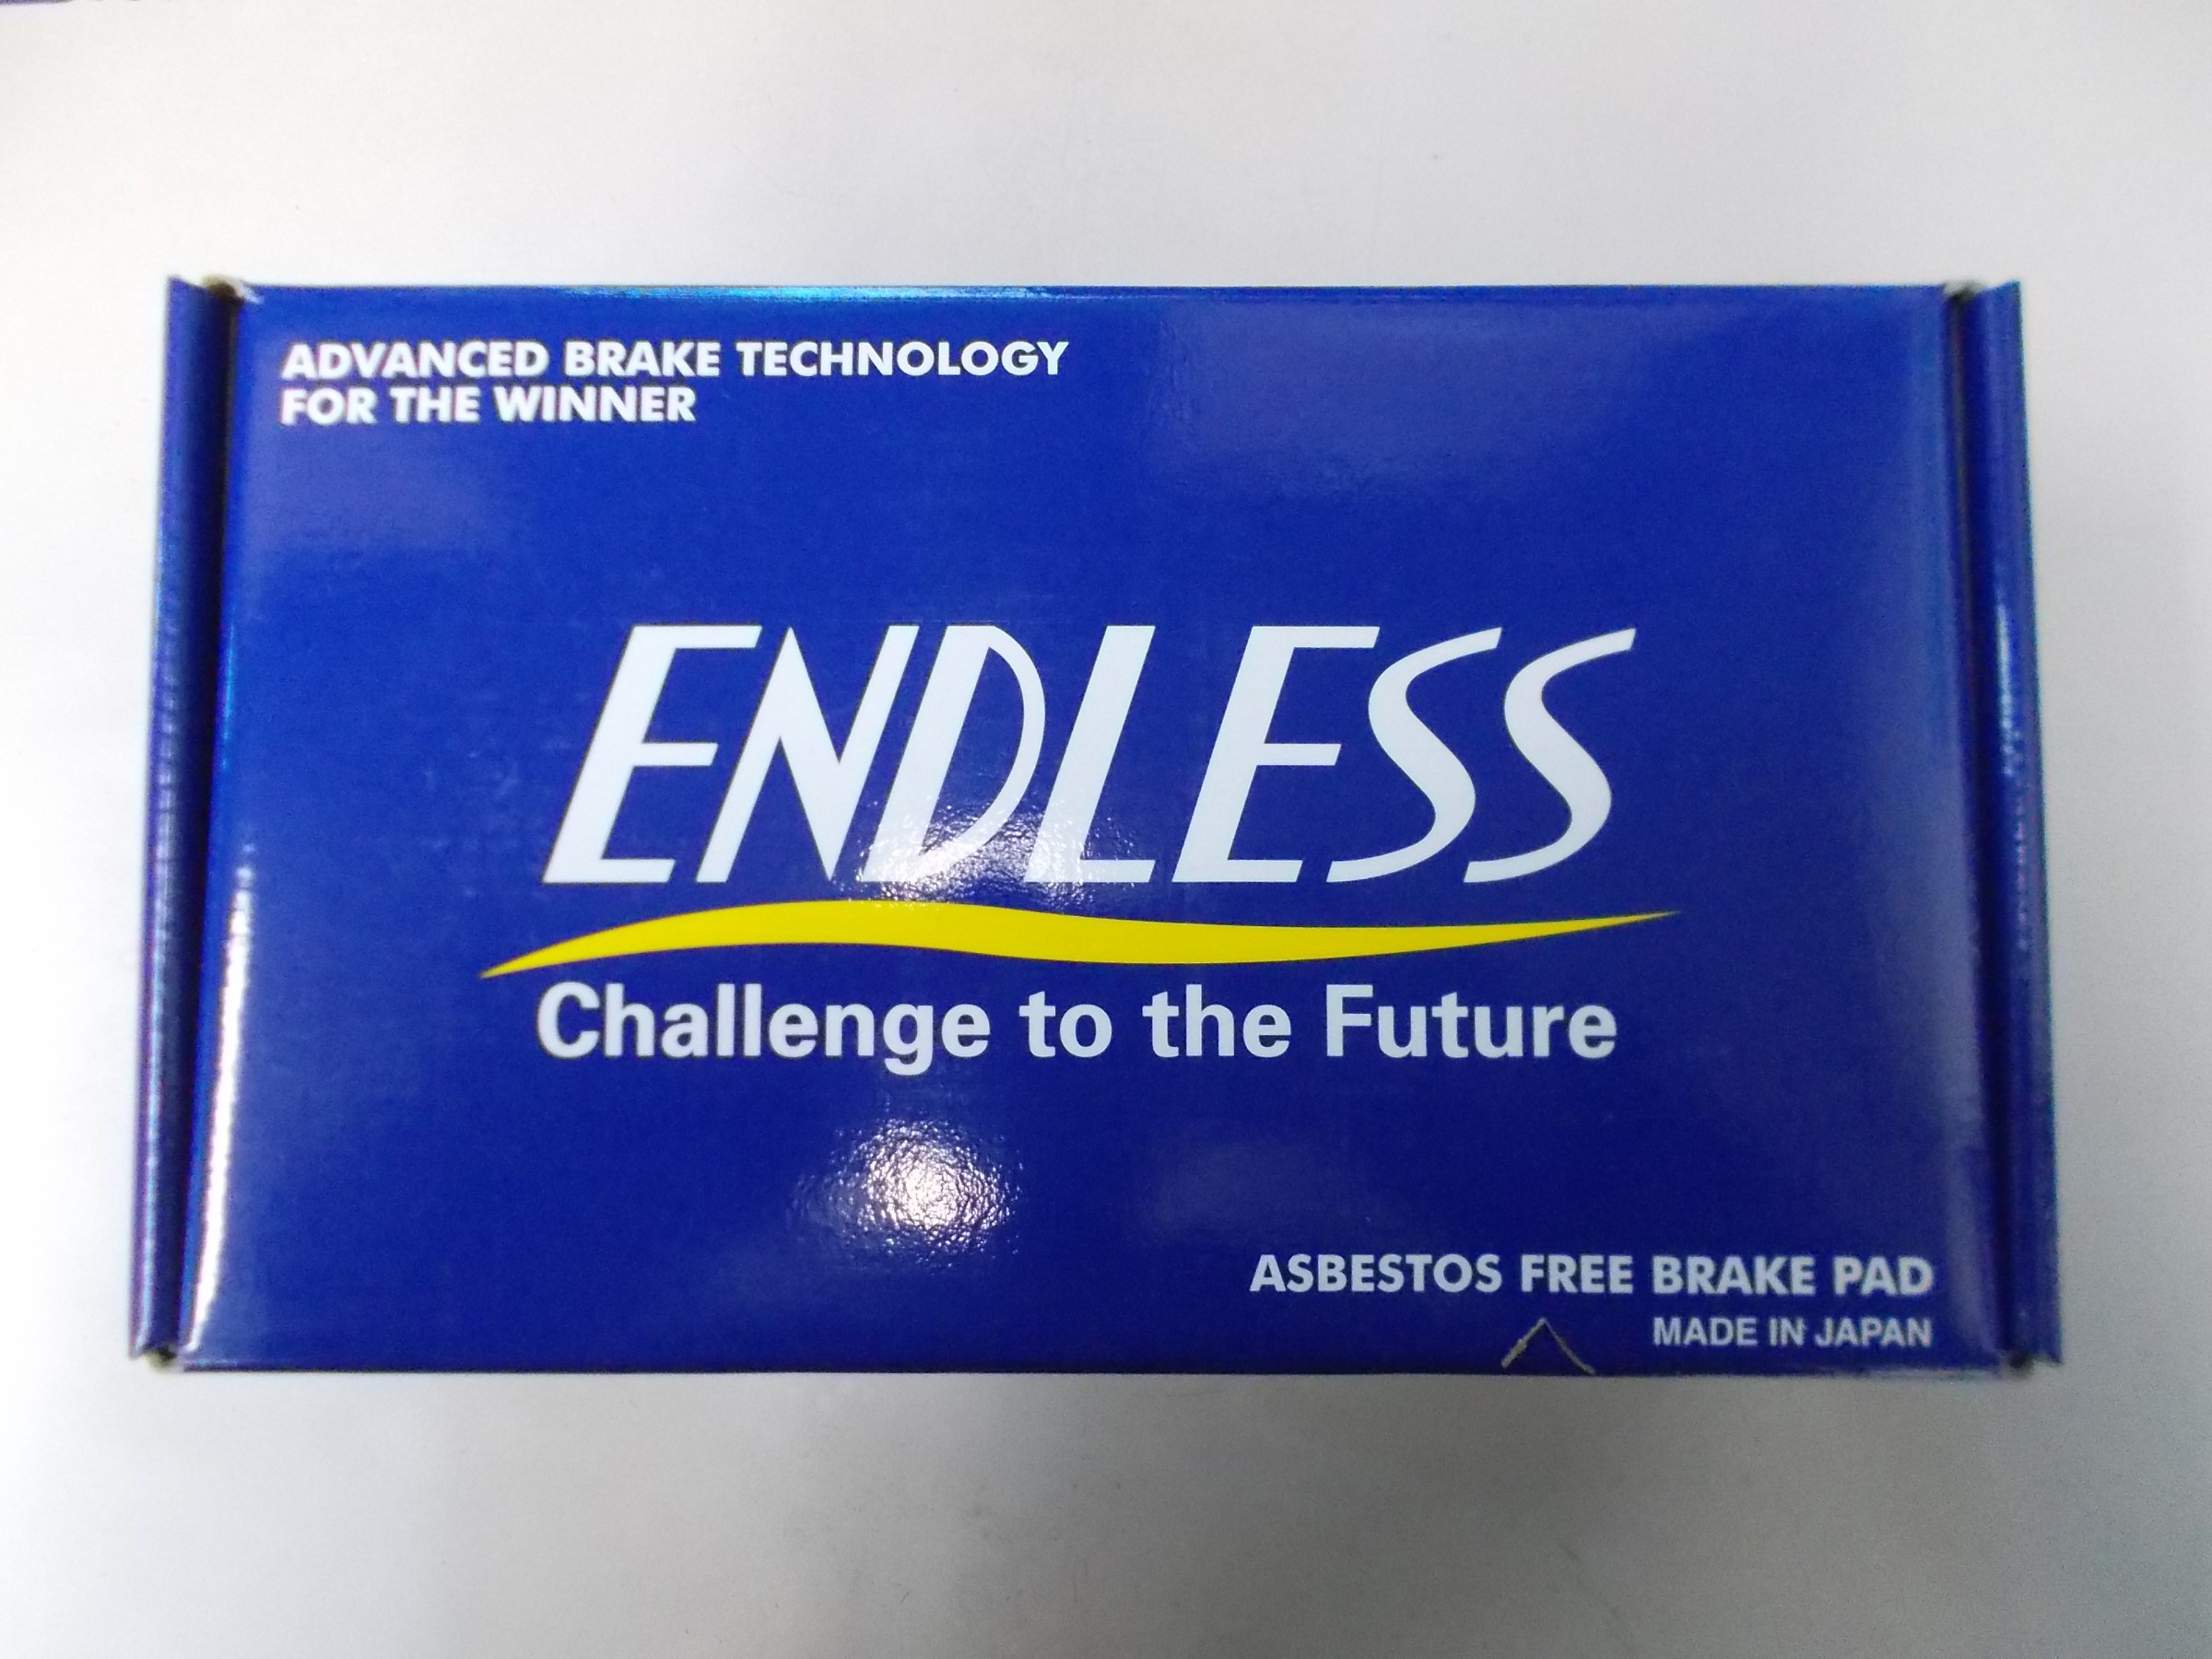 ADVANCED BRAKE TECHNOLOGY
FOR THE WINNER
ENDLESS
Challenge to the Future
ASBESTOS FREE BRAKE PAD
MADE IN JAPAN